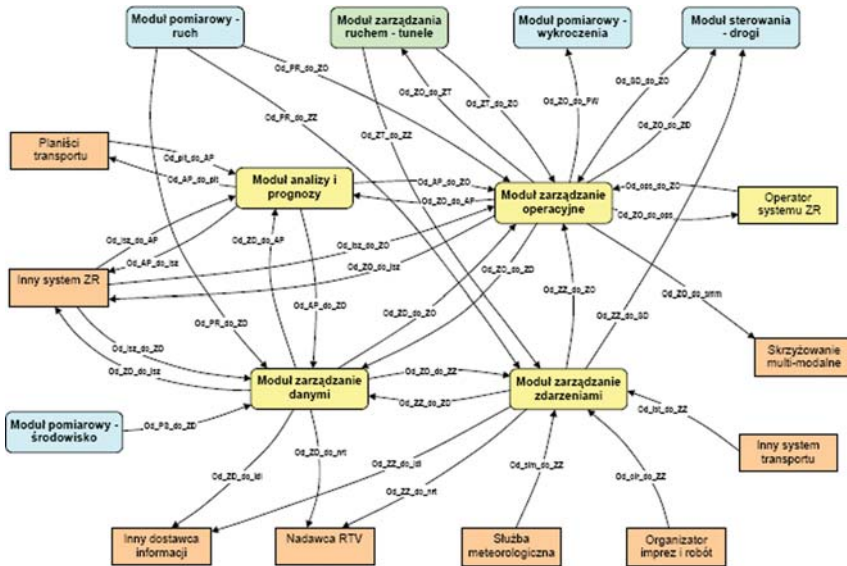 Moduł pomiarowy -
ruch
Moduł zarządzania
ruchem - tunele
Moduł pomiarowy -
wykroczenia
Moduł sterowania -
drogi
Od_PR_do_ZO
Od_ZO_do_ZT
Od_ZT_do_ZO
Od_ZO_do_PW
Od_SD_do_ZO
Od_PR_do_ZZ
Od_ZT_do_ZZ
Od_ZO_do_ZD
Planiści
transportu
Od_plt_do_AP
Od_AP_do_plt
Moduł analizy i
prognozy
Od_AP_do_ZO
Od_ZO_do_AP
Moduł zarządzanie
operacyjne
Od_ops_do_ZO
Od_ZO_do_ops
Operator
systemu ZR
Od_isz_do_AP
Od_AP_do_isz
Od_ZD_do_AP
Od_isz_do_ZO
Od_ZO_do_isz
Inny system ZR
Od_AP_do_ZD
Od_ZD_do_ZO
Od_ZO_do_ZD
Od_ZZ_do_ZO
Od_ZO_do_smm
Od_PR_do_ZD
Od_ZZ_do_SD
Od_isz_do_ZD
Od_ZD_do_isz
Skrzyżowanie
multi-modalne
Moduł zarządzanie
danymi
Od_ZD_do_ZZ
Od_ZZ_do_ZD
Moduł zarządzanie
zdarzeniami
Od_ist_do_ZZ
Moduł pomiarowy -
środowisko
Od_PS_do_ZD
Inny system
transportu
Od_ZD_do_idi
Od_ZD_do_nrt
Od_ZZ_do_idi
Od_ZZ_do_nrt
Od_slm_do_ZZ
Od_oir_do_ZZ
Inny dostawca
informacji
Nadawca RTV
Służba
meteorologiczna
Organizator
imprez i robót